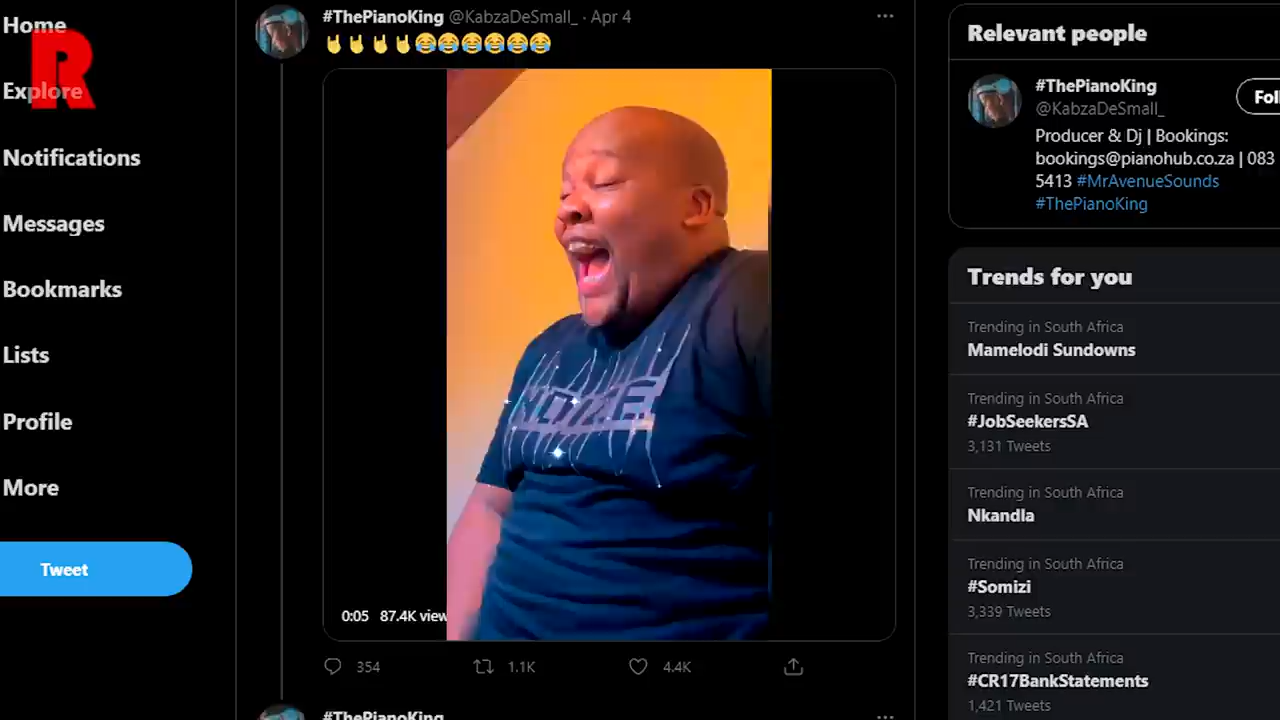 Home
Explore
Notifications
Messages
Bookmarks
Lists
Profile
More
Tweet
R
#ThePianoKing @KabzaDeSmall_ · Apr 4
🤘🤘🤘🤘😂😂😂😂😂😂
NOIZE
0:05 87.4K view
354 1.1K 4.4K
#ThePianoKing
Relevant people
#ThePianoKing
@KabzaDeSmall_
Fol
Producer & Dj | Bookings:
bookings@pianohub.co.za | 083
5413 #MrAvenueSounds
#ThePianoKing
Trends for you
Trending in South Africa
Mamelodi Sundowns
Trending in South Africa
#JobSeekersSA
3,131 Tweets
Trending in South Africa
Nkandla
Trending in South Africa
#Somizi
3,339 Tweets
Trending in South Africa
#CR17BankStatements
1,421 Tweets